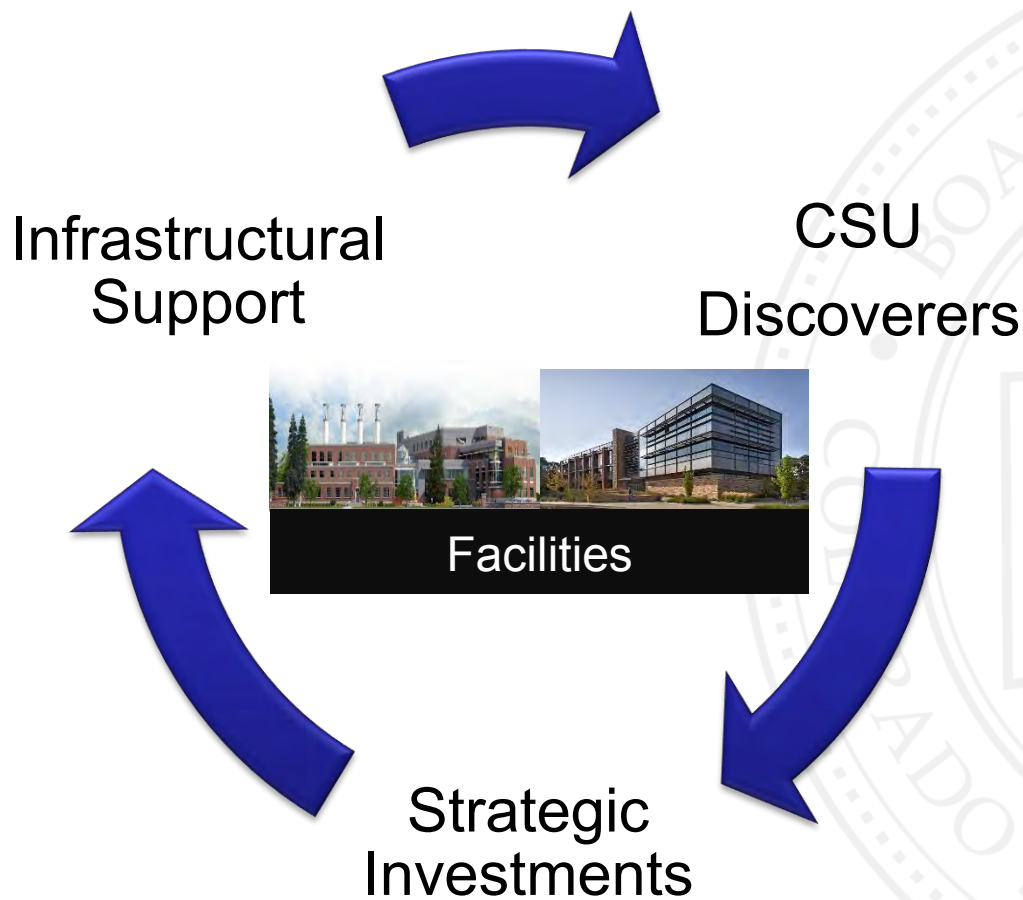 Infrastructural
Support
CSU
Discoverers
Facilities
Strategic
Investments